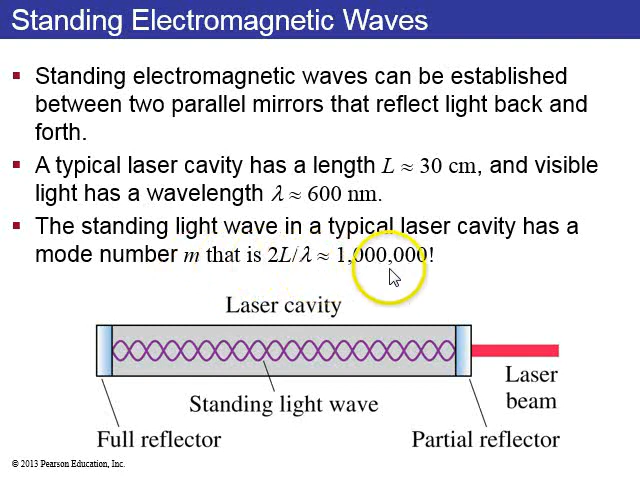 Standing Electromagnetic Waves
▪ Standing electromagnetic waves can be established
between two parallel mirrors that reflect light back and
forth.
▪ A typical laser cavity has a length L ≈ 30 cm, and visible
light has a wavelength λ ≈ 600 nm.
▪ The standing light wave in a typical laser cavity has a
mode number m that is 2L/λ ≈ 1,000,000!
Laser cavity
Laser
beam
Standing light wave
Full reflector
Partial reflector
© 2013 Pearson Education, Inc.